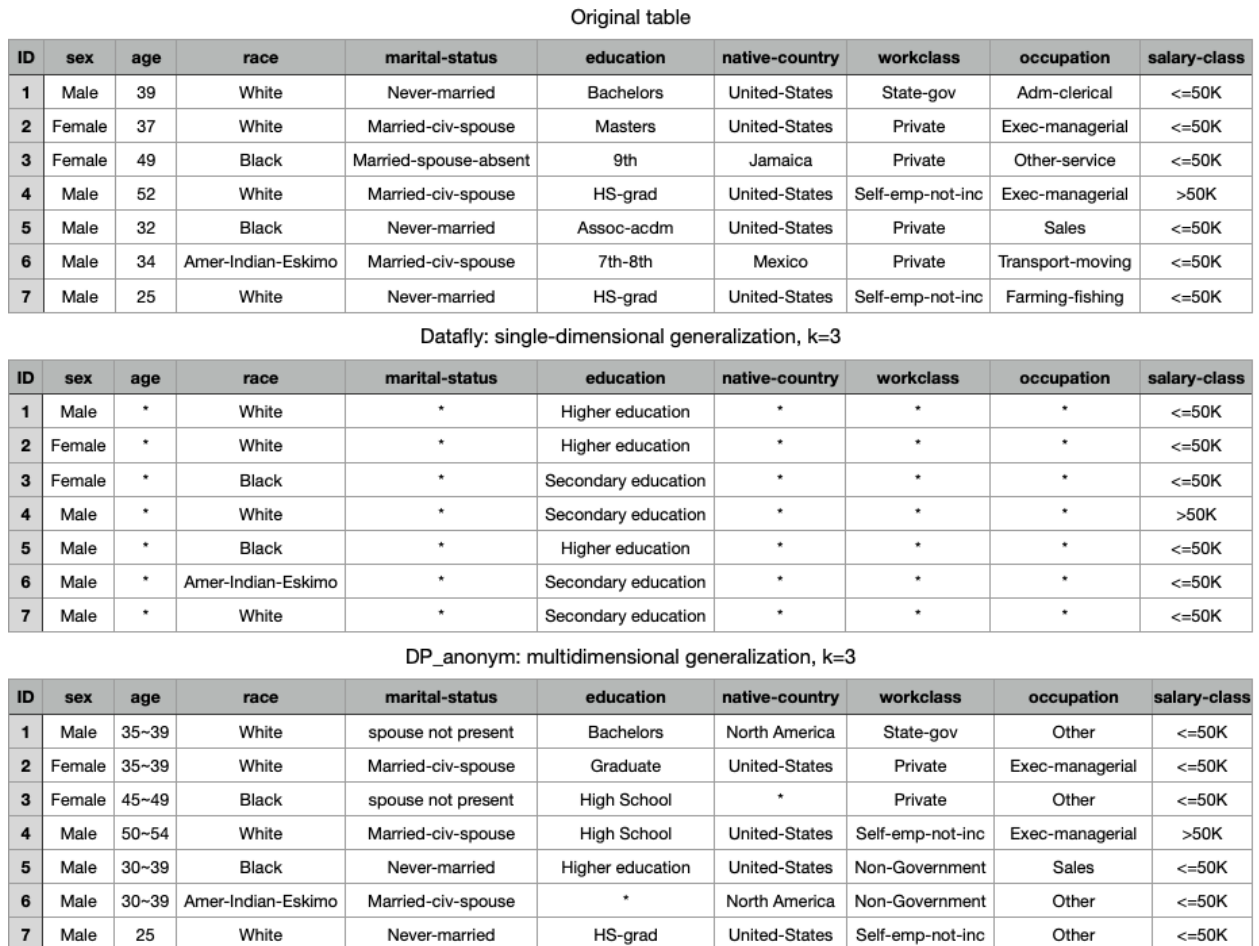 Original table
ID sex age race marital-status education native-country workclass occupation salary-class
1 Male 39 White Never-married Bachelors United-States State-gov Adm-clerical <=50K
2 Female 37 White Married-civ-spouse Masters United-States Private Exec-managerial <=50K
3 Female 49 Black Married-spouse-absent 9th Jamaica Private Other-service <=50K
4 Male 52 White Married-civ-spouse HS-grad United-States Self-emp-not-inc Exec-managerial >50K
5 Male 32 Black Never-married Assoc-acdm United-States Private Sales <=50K
6 Male 34 Amer-Indian-Eskimo Married-civ-spouse 7th-8th Mexico Private Transport-moving <=50K
7 Male 25 White Never-married HS-grad United-States Self-emp-not-inc Farming-fishing <=50K
Datafly: single-dimensional generalization, k=3
ID sex age race marital-status education native-country workclass occupation salary-class
1 Male * White * Higher education * * * <=50K
2 Female * White * Higher education * * * <=50K
3 Female * Black * Secondary education * * * <=50K
4 Male * White * Secondary education * * * >50K
5 Male * Black * Higher education * * * <=50K
6 Male * Amer-Indian-Eskimo * Secondary education * * * <=50K
7 Male * White * Secondary education * * * <=50K
DP_anonym: multidimensional generalization, k=3
ID sex age race marital-status education native-country workclass occupation salary-class
1 Male 35~39 White spouse not present Bachelors North America State-gov Other <=50K
2 Female 35~39 White Married-civ-spouse Graduate United-States Private Exec-managerial <=50K
3 Female 45~49 Black spouse not present High School * Private Other <=50K
4 Male 50~54 White Married-civ-spouse High School United-States Self-emp-not-inc Exec-managerial >50K
5 Male 30~39 Black Never-married Higher education United-States Non-Government Sales <=50K
6 Male 30~39 Amer-Indian-Eskimo Married-civ-spouse * North America Non-Government Other <=50K
7 Male 25 White Never-married HS-grad United-States Self-emp-not-inc Other <=50K